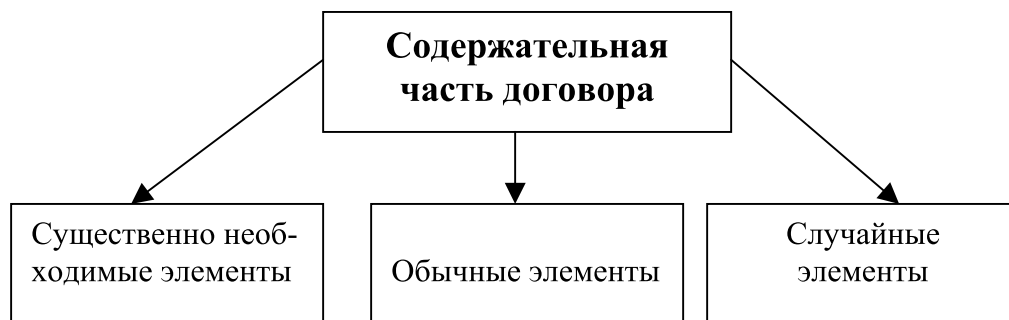 Содержательная
часть договора
Существенно необ-
ходимые элементы
Обычные элементы
Случайные
элементы